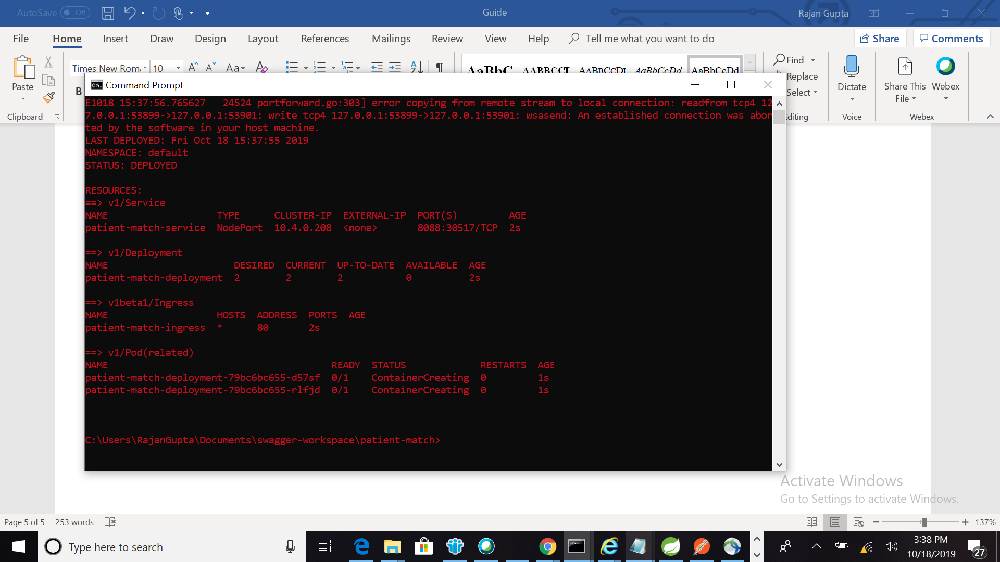 AutoSave Off
Guide
Rajan Gupta
File Home Insert Draw Design Layout References Mailings Review View Help Tell me what you want to do
Share Comments
Times New Rom 10 Aa
AaBbC AABBCCI AABBCCDI AaBbCcDd AaBbCcDd
Paste
B
Find
Replace
Select
Dictate
Share This File
Webex
Clipboard
Editing
Voice
Webex
Command Prompt
E1018 15:37:56.765627   24524 portforward.go:303] error copying from remote stream to local connection: readfrom tcp4 12
7.0.0.1:53899->127.0.0.1:53901: write tcp4 127.0.0.1:53899->127.0.0.1:53901: wsasend: An established connection was abor
ted by the software in your host machine.
LAST DEPLOYED: Fri Oct 18 15:37:55 2019
NAMESPACE: default
STATUS: DEPLOYED
RESOURCES:
==> v1/Service
NAME                   TYPE      CLUSTER-IP  EXTERNAL-IP  PORT(S)         AGE
patient-match-service  NodePort  10.4.0.208  <none>       8088:30517/TCP  2s
==> v1/Deployment
NAME                      DESIRED  CURRENT  UP-TO-DATE  AVAILABLE  AGE
patient-match-deployment  2        2        2           0          2s
==> v1beta1/Ingress
NAME                   HOSTS  ADDRESS  PORTS  AGE
patient-match-ingress  *      80       2s
==> v1/Pod(related)
NAME                                       READY  STATUS             RESTARTS  AGE
patient-match-deployment-79bc6bc655-d57sf  0/1    ContainerCreating  0         1s
patient-match-deployment-79bc6bc655-rlfjd  0/1    ContainerCreating  0         1s
C:\Users\RajanGupta\Documents\swagger-workspace\patient-match>
Activate Windows
Go to Settings to activate Windows.
Page 5 of 5 253 words
137%
Type here to search
3:38 PM
10/18/2019
27